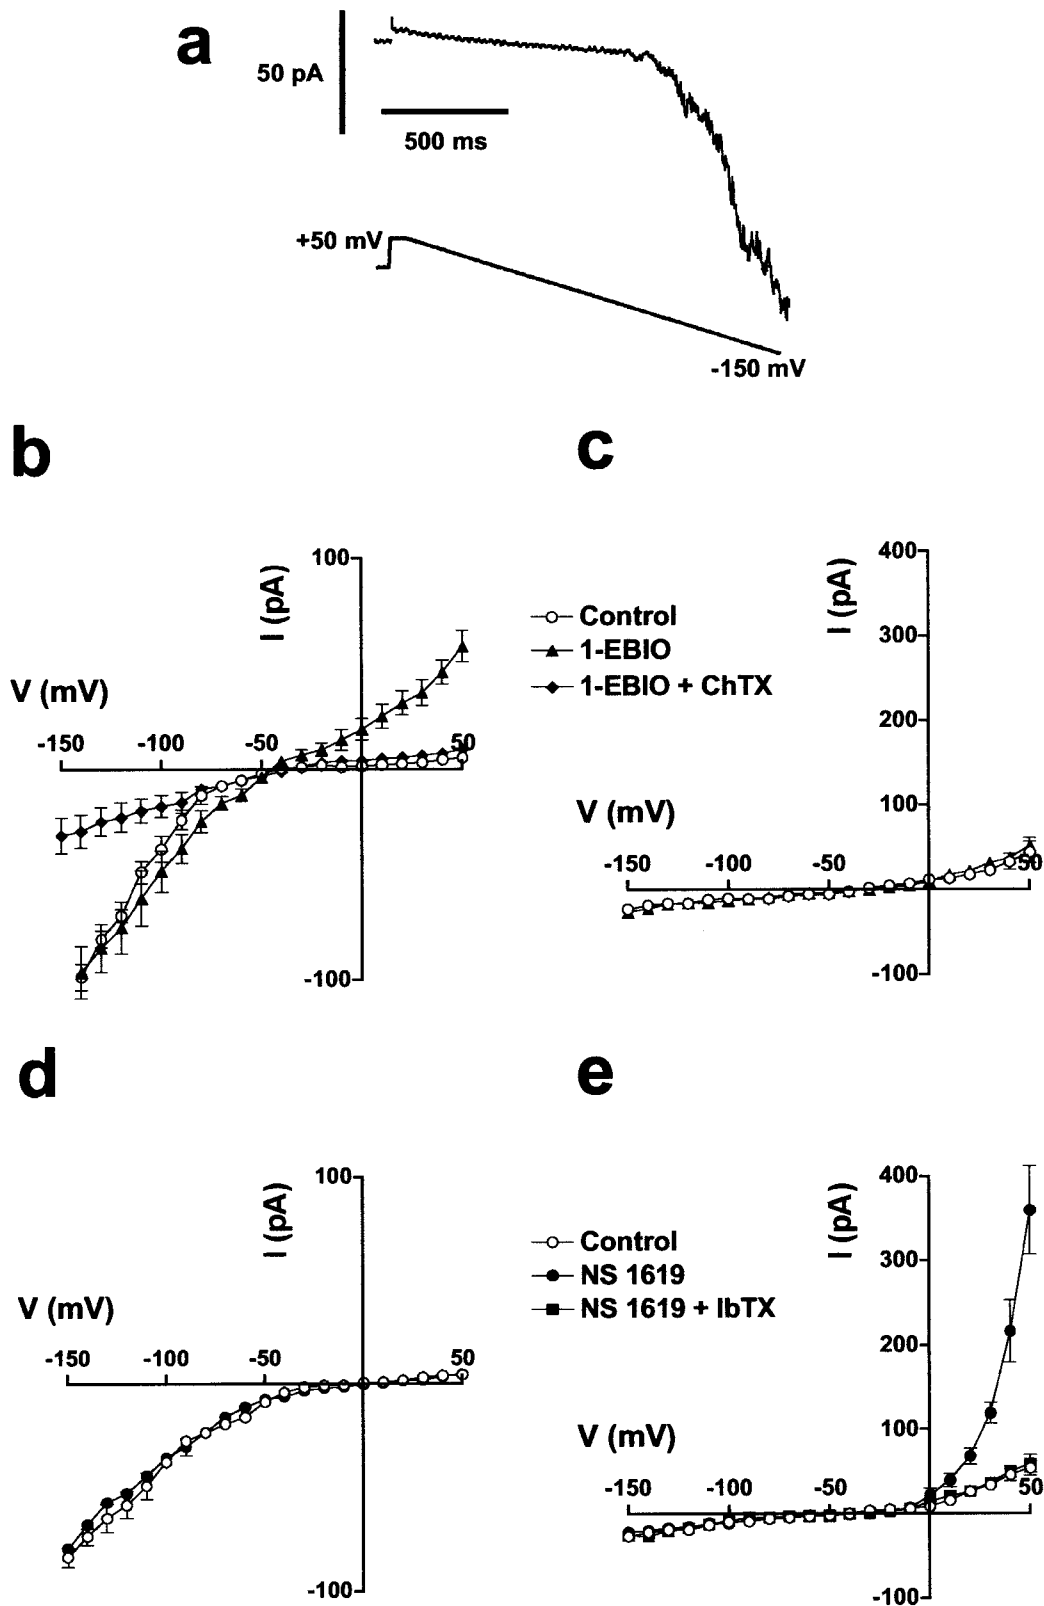 a
50 pA
500 ms
+50 mV
-150 mV
b
c
I (pA)
100
V (mV)
-150
-100
-50
50
-100
Control
1-EBIO
1-EBIO + ChTX
I (pA)
400
300
200
100
V (mV)
-150
-100
-50
50
-100
d
e
I (pA)
100
V (mV)
-150
-100
-50
50
-100
Control
NS 1619
NS 1619 + IbTX
I (pA)
400
300
200
100
V (mV)
-150
-100
-50
50
-100